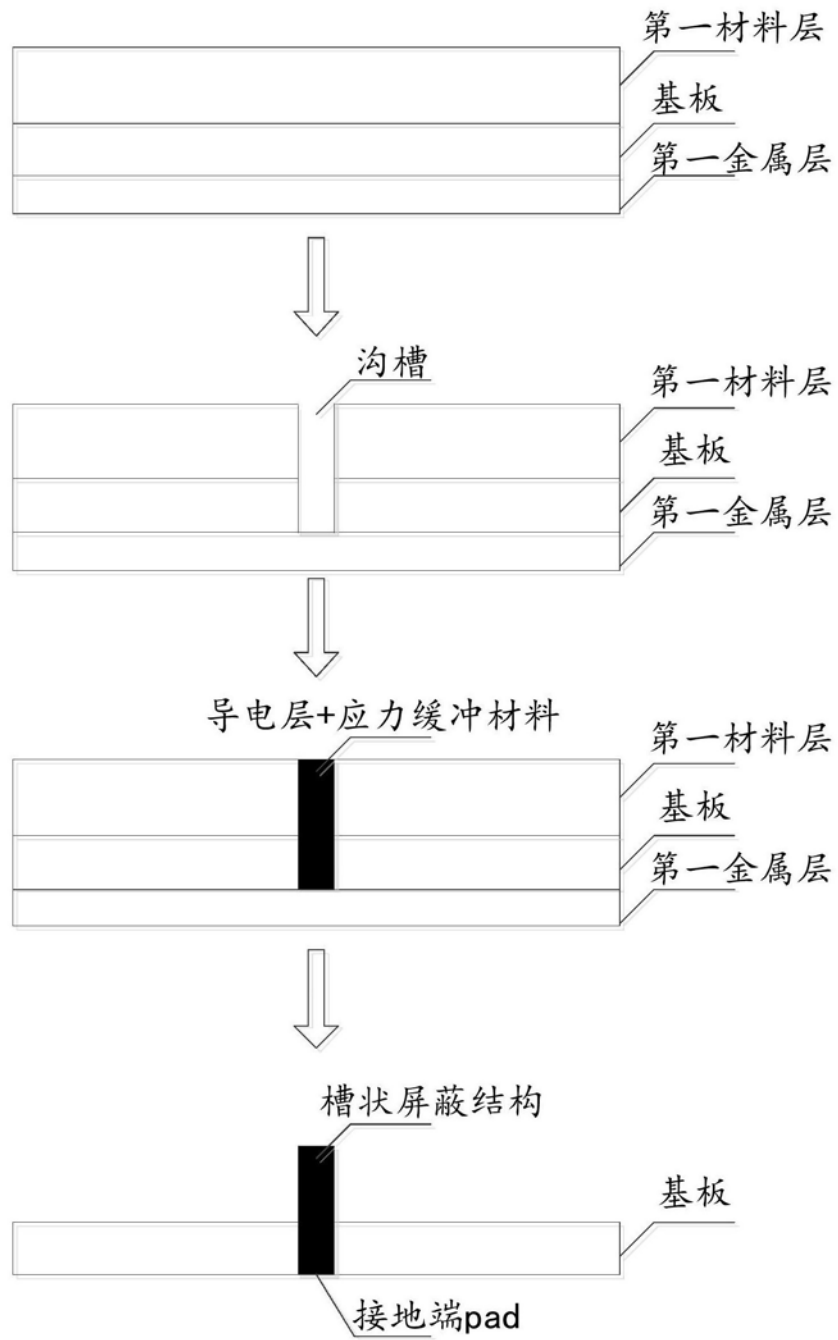 第一材料层
基板
第一金属层
沟槽
第一材料层
基板
第一金属层
导电层+应力缓冲材料
第一材料层
基板
第一金属层
槽状屏蔽结构
基板
接地端pad